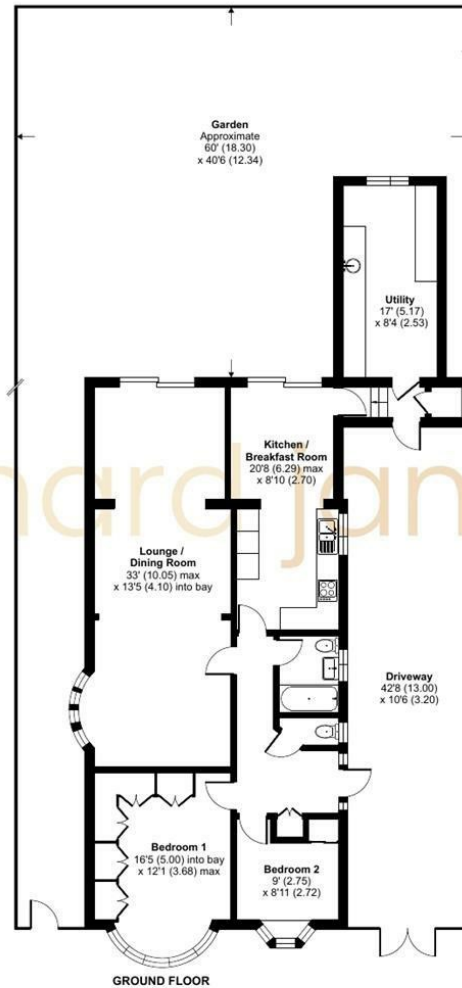 Garden
Approximate
60' (18.30)
x 40'6 (12.34)
Utility
17' (5.17)
x 8'4 (2.53)
Kitchen /
Breakfast Room
20'8 (6.29) max
x 8'10 (2.70)
Lounge /
Dining Room
33' (10.05) max
x 13'5 (4.10) into bay
Driveway
42'8 (13.00)
x 10'6 (3.20)
Bedroom 1
16'5 (5.00) into bay
x 12'1 (3.68) max
Bedroom 2
9' (2.75)
x 8'11 (2.72)
GROUND FLOOR